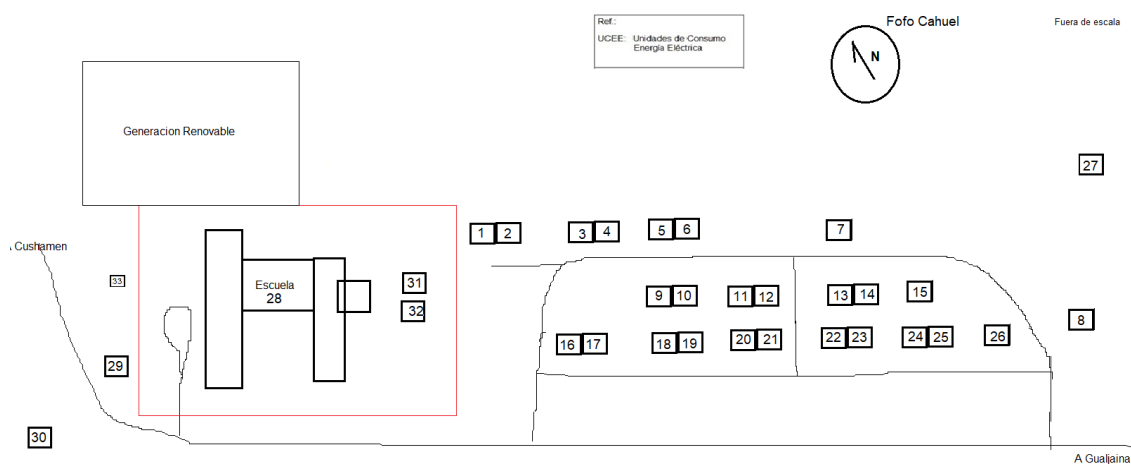 Ref.:
UCEE: Unidades de Consumo
Energía Eléctrica
Fofo Cahuel
Fuera de escala
N
Generacion Renovable
27
1 2 3 4 5 6 7
A Cushamen
33
Escuela
28
31
32
9 10 11 12 13 14 15
8
16 17 18 19 20 21 22 23 24 25 26
29
30
A Gualjaina